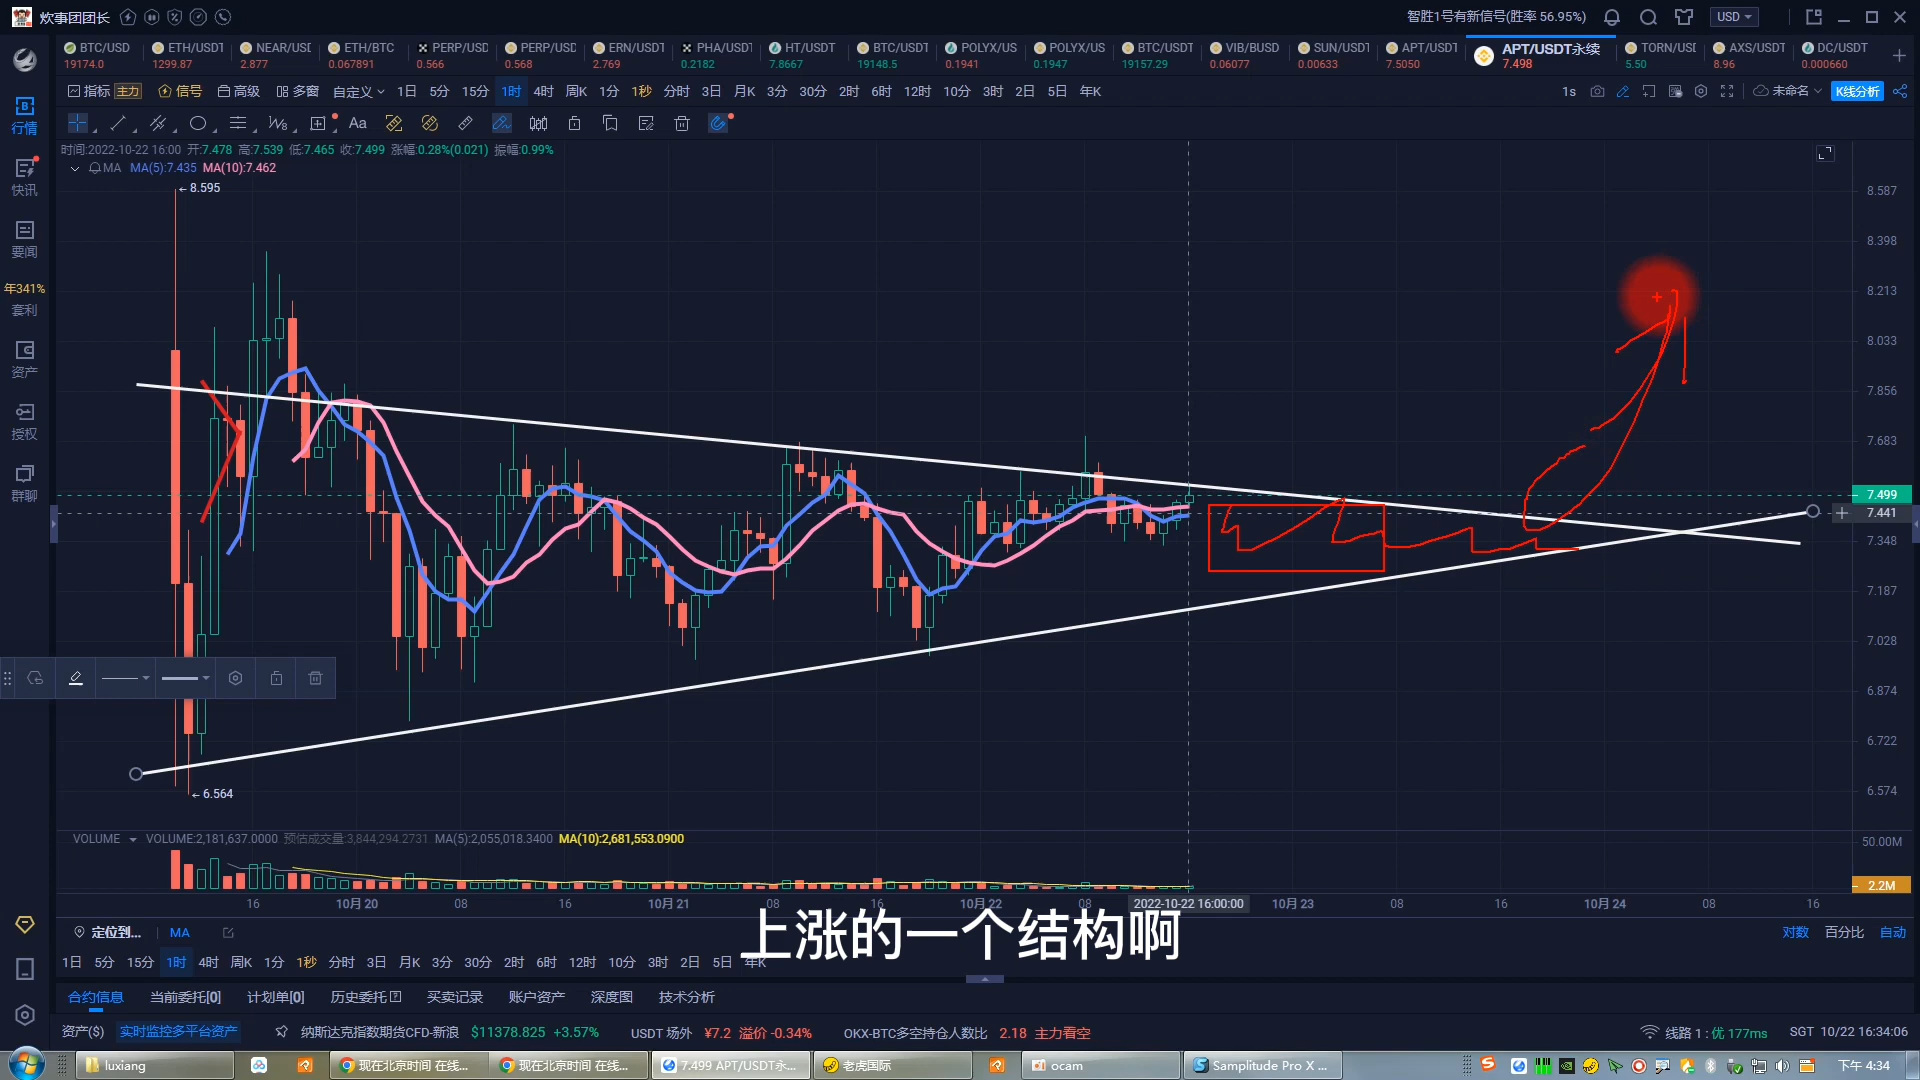 炊事团团长
智胜1号有新信号(胜率 56.95%)
USD
BTC/USD 19174.0
ETH/USDT 1299.87
NEAR/USD 2.877
ETH/BTC 0.067891
PERP/USD 0.566
PERP/USD 0.568
ERN/USDT 2.769
PHA/USDT 0.2182
HT/USDT 7.8667
BTC/USDT 19148.5
POLYX/US 0.1941
POLYX/US 0.1947
BTC/USDT 19157.29
VIB/BUSD 0.06077
SUN/USDT 0.00633
APT/USDT 7.5050
APT/USDT永续 7.498
TORN/USD 5.50
AXS/USDT 8.96
DC/USDT 0.000660
指标 主力 信号 高级 多窗 自定义 1日 5分 15分 1时 4时 周K 1分 1秒 分时 3日 月K 3分 30分 2时 6时 12时 10分 3时 2日 5日 年K
1s 未命名 K线分析
Aa
时间:2022-10-22 16:00 开:7.478 高:7.539 低:7.465 收:7.499 涨幅:0.28%(0.021) 振幅:0.99%
MA MA(5):7.435 MA(10):7.462
行情
快讯
要闻
年341%
套利
资产
授权
群聊
8.595
6.564
8.587
8.398
8.213
8.033
7.856
7.683
7.499
7.441
7.348
7.187
7.028
6.874
6.722
6.574
VOLUME VOLUME:2,181,637.0000 预估成交量:3,844,294.2731 MA(5):2,055,018.3400 MA(10):2,681,553.0900
50.00M
2.2M
16 10月 20 08 16 10月 21 08 16 10月 22 08 2022-10-22 16:00:00 10月 23 08 16 10月 24 08 16
上涨的一个结构啊
定位到... MA
对数 百分比 自动
1日 5分 15分 1时 4时 周K 1分 1秒 分时 3日 月K 3分 30分 2时 6时 12时 10分 3时 2日 5日 年K
合约信息 当前委托[0] 计划单[0] 历史委托 买卖记录 账户资产 深度图 技术分析
资产($) 实时监控多平台资产 纳斯达克指数期货CFD-新浪 $11378.825 +3.57% USDT 场外 ¥7.2 溢价 -0.34% OKX-BTC多空持仓人数比 2.18 主力看空
线路 1 : 优 177ms SGT 10/22 16:34:06
luxiang
现在北京时间 在线...
现在北京时间 在线...
7.499 APT/USDT永...
老虎国际
ocam
Samplitude Pro X ...
下午 4:34